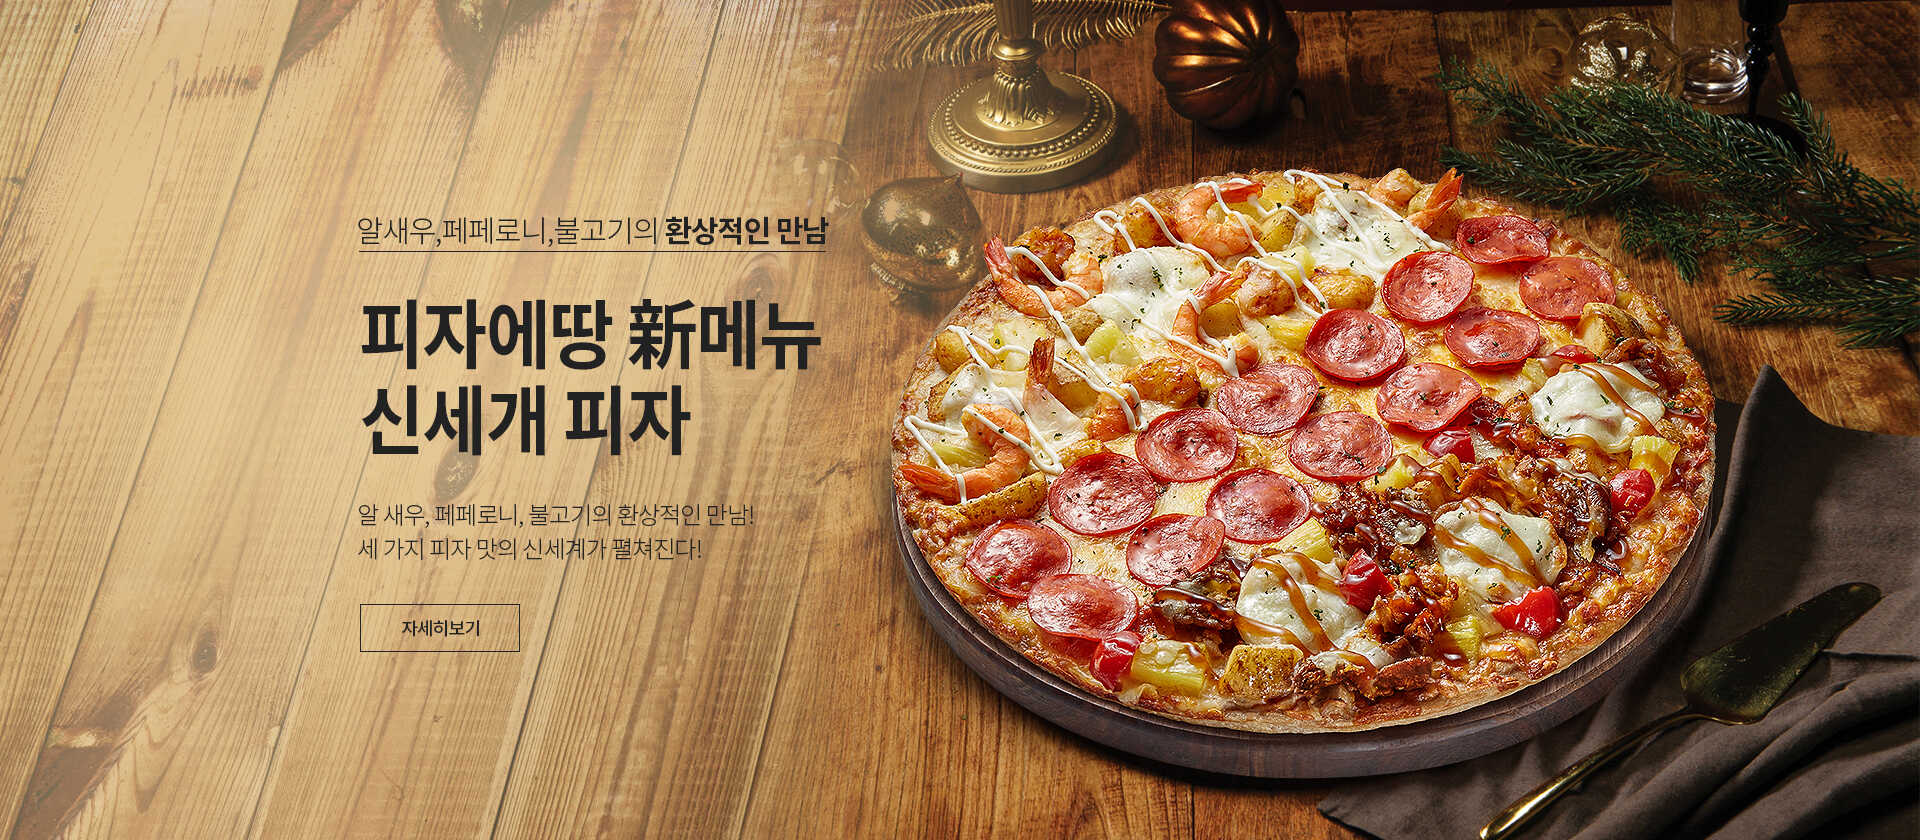 알새우,페페로니,불고기의 환상적인 만남
피자에땅 新메뉴
신세개 피자
알 새우, 페페로니, 불고기의 환상적인 만남!
세 가지 피자 맛의 신세계가 펼쳐진다!
자세히보기